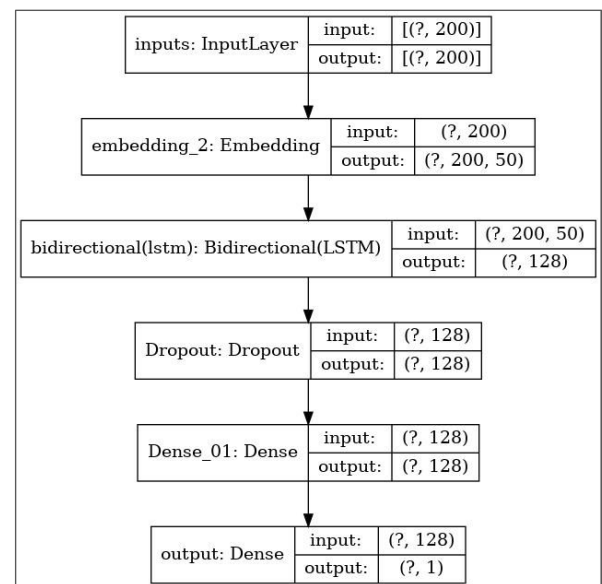 inputs: InputLayer input: [(?, 200)]
output: [(?, 200)]
embedding_2: Embedding input: (?, 200)
output: (?, 200, 50)
bidirectional(lstm): Bidirectional(LSTM) input: (?, 200, 50)
output: (?, 128)
Dropout: Dropout input: (?, 128)
output: (?, 128)
Dense_01: Dense input: (?, 128)
output: (?, 128)
output: Dense input: (?, 128)
output: (?, 1)